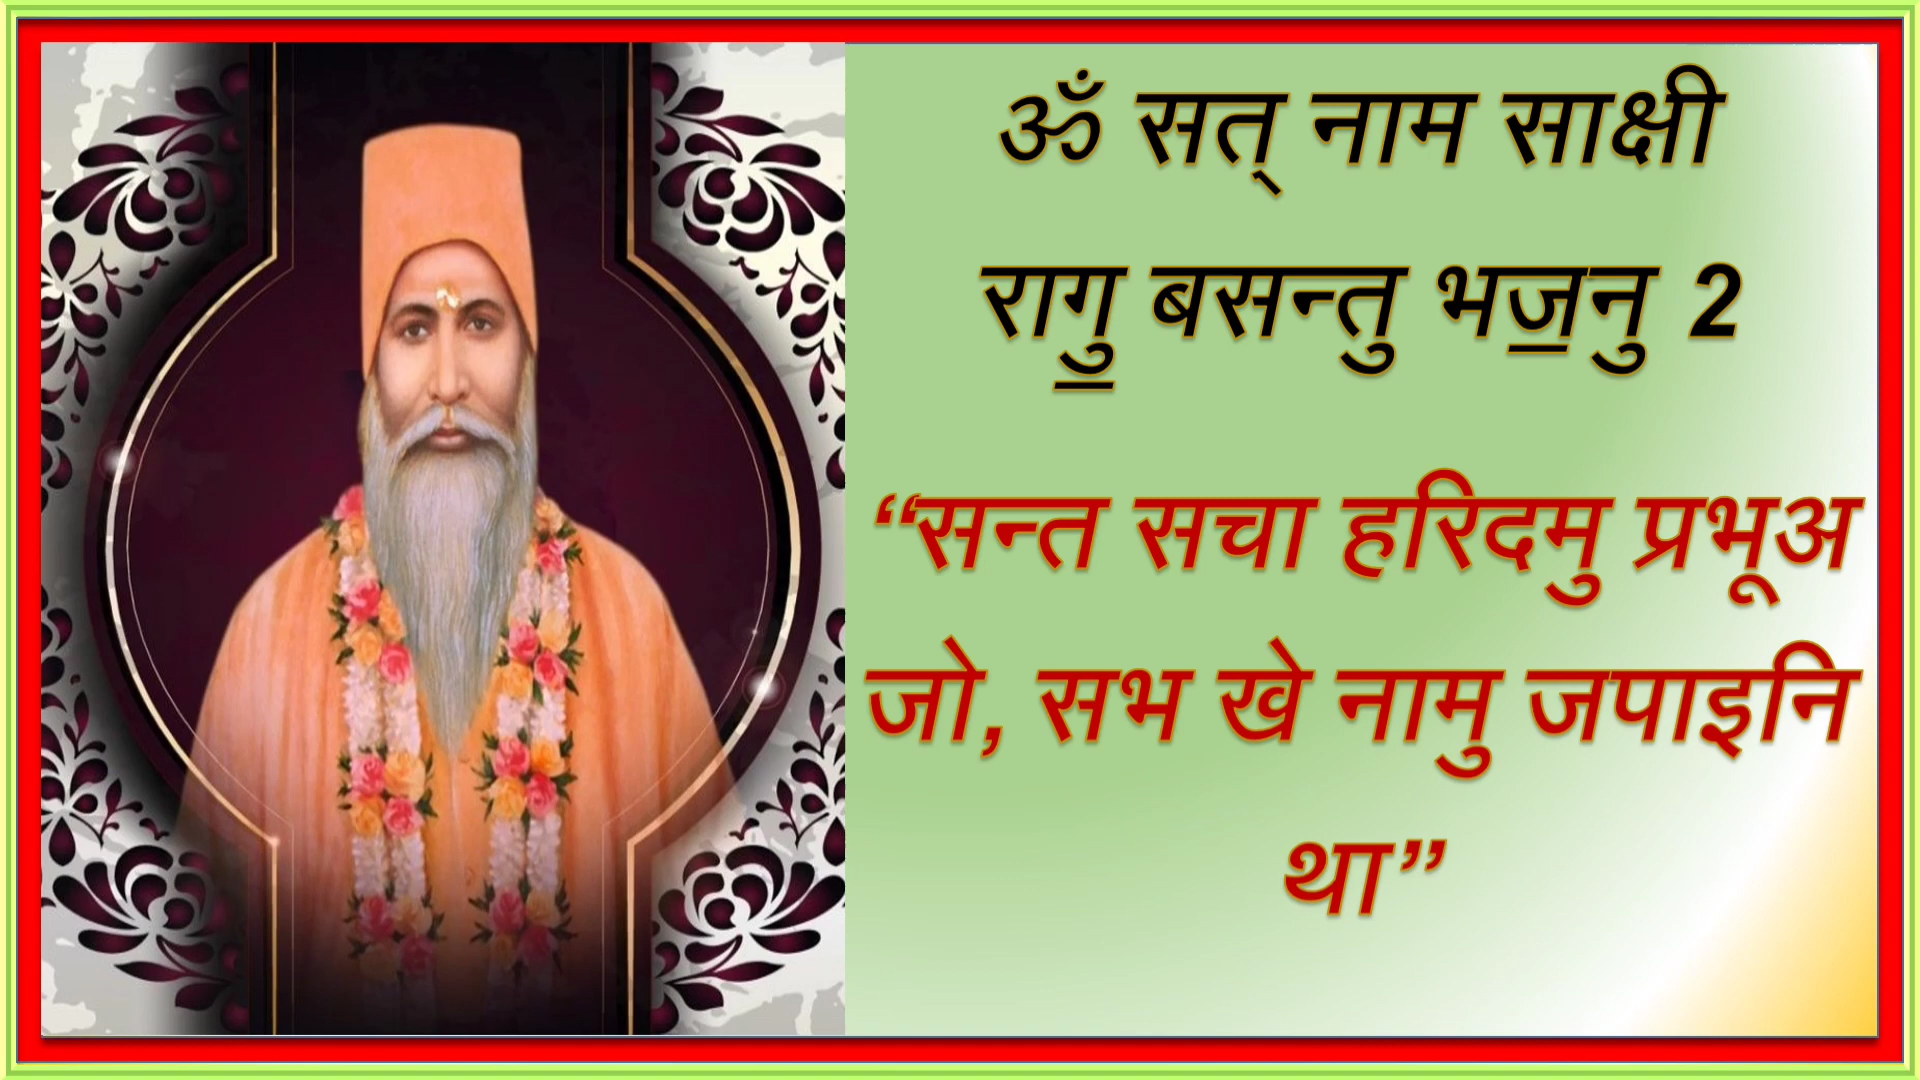 ॐ सत् नाम साक्षी
रागु॒ बसन्तु भज॒नु 2
“सन्त सचा हरिदमु प्रभूअ
जो, सभ खे नामु जपाइनि
था”